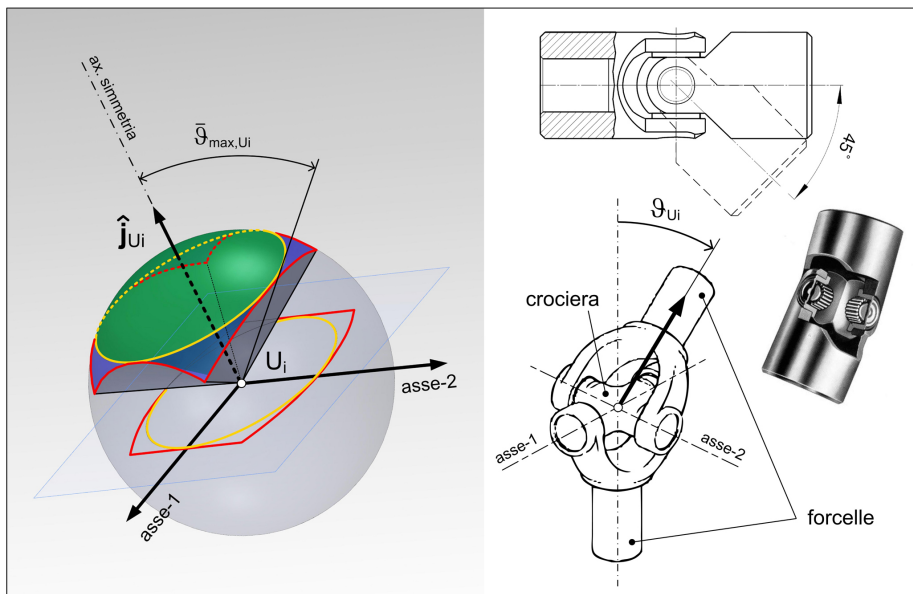 ax. simmetria
ϑ̄max,Ui
ĵUi
Ui
asse-2
asse-1
45°
ϑUi
crociera
asse-1
asse-2
forcelle